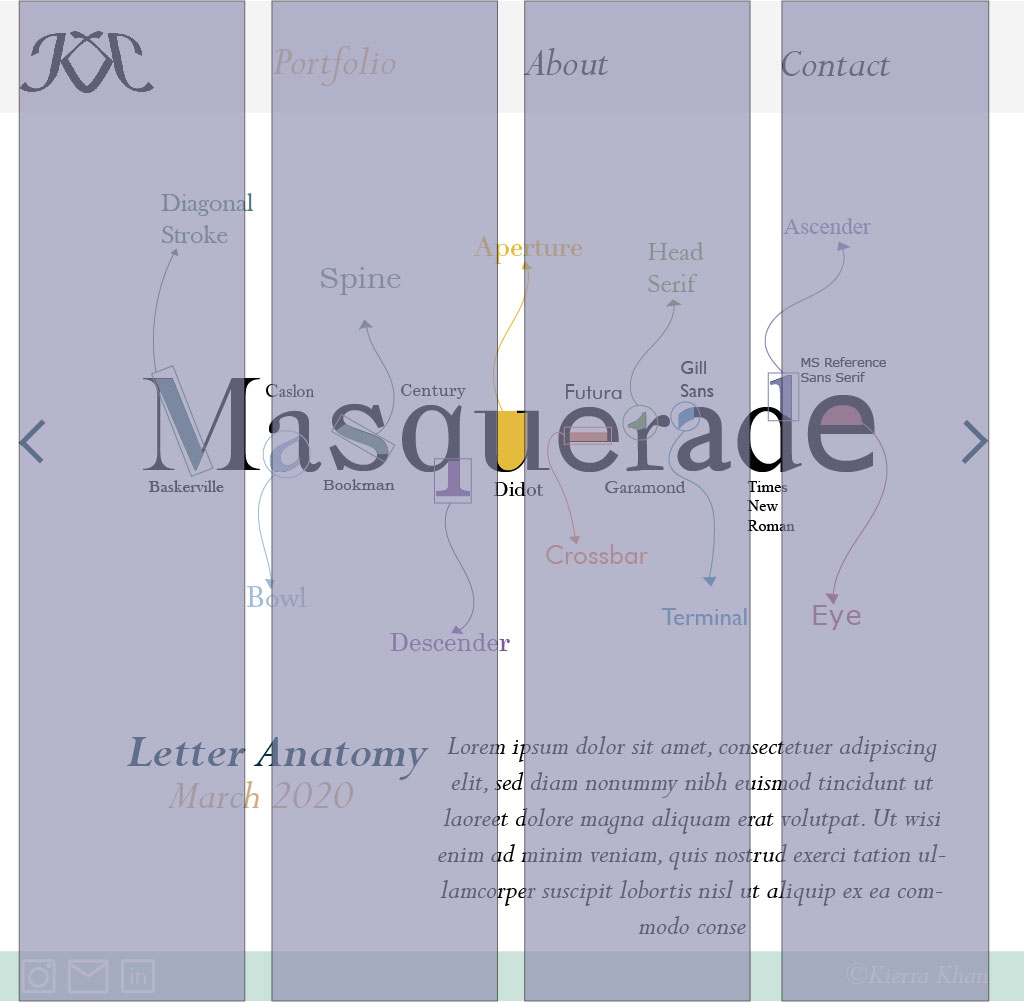 Portfolio About Contact
Diagonal
Stroke
Ascender
Aperture
Head
Serif
Spine
Caslon
Century
Futura
Gill
Sans
MS Reference
Sans Serif
Masquerade
Baskerville
Bookman
Didot
Garamond
Times
New
Roman
Crossbar
Bowl
Terminal
Eye
Descender
Letter Anatomy
March 2020
Lorem ipsum dolor sit amet, consectetuer adipiscing
elit, sed diam nonummy nibh euismod tincidunt ut
laoreet dolore magna aliquam erat volutpat. Ut wisi
enim ad minim veniam, quis nostrud exerci tation ul-
lamcorper suscipit lobortis nisl ut aliquip ex ea com-
modo conse
in
©Kierra Khan